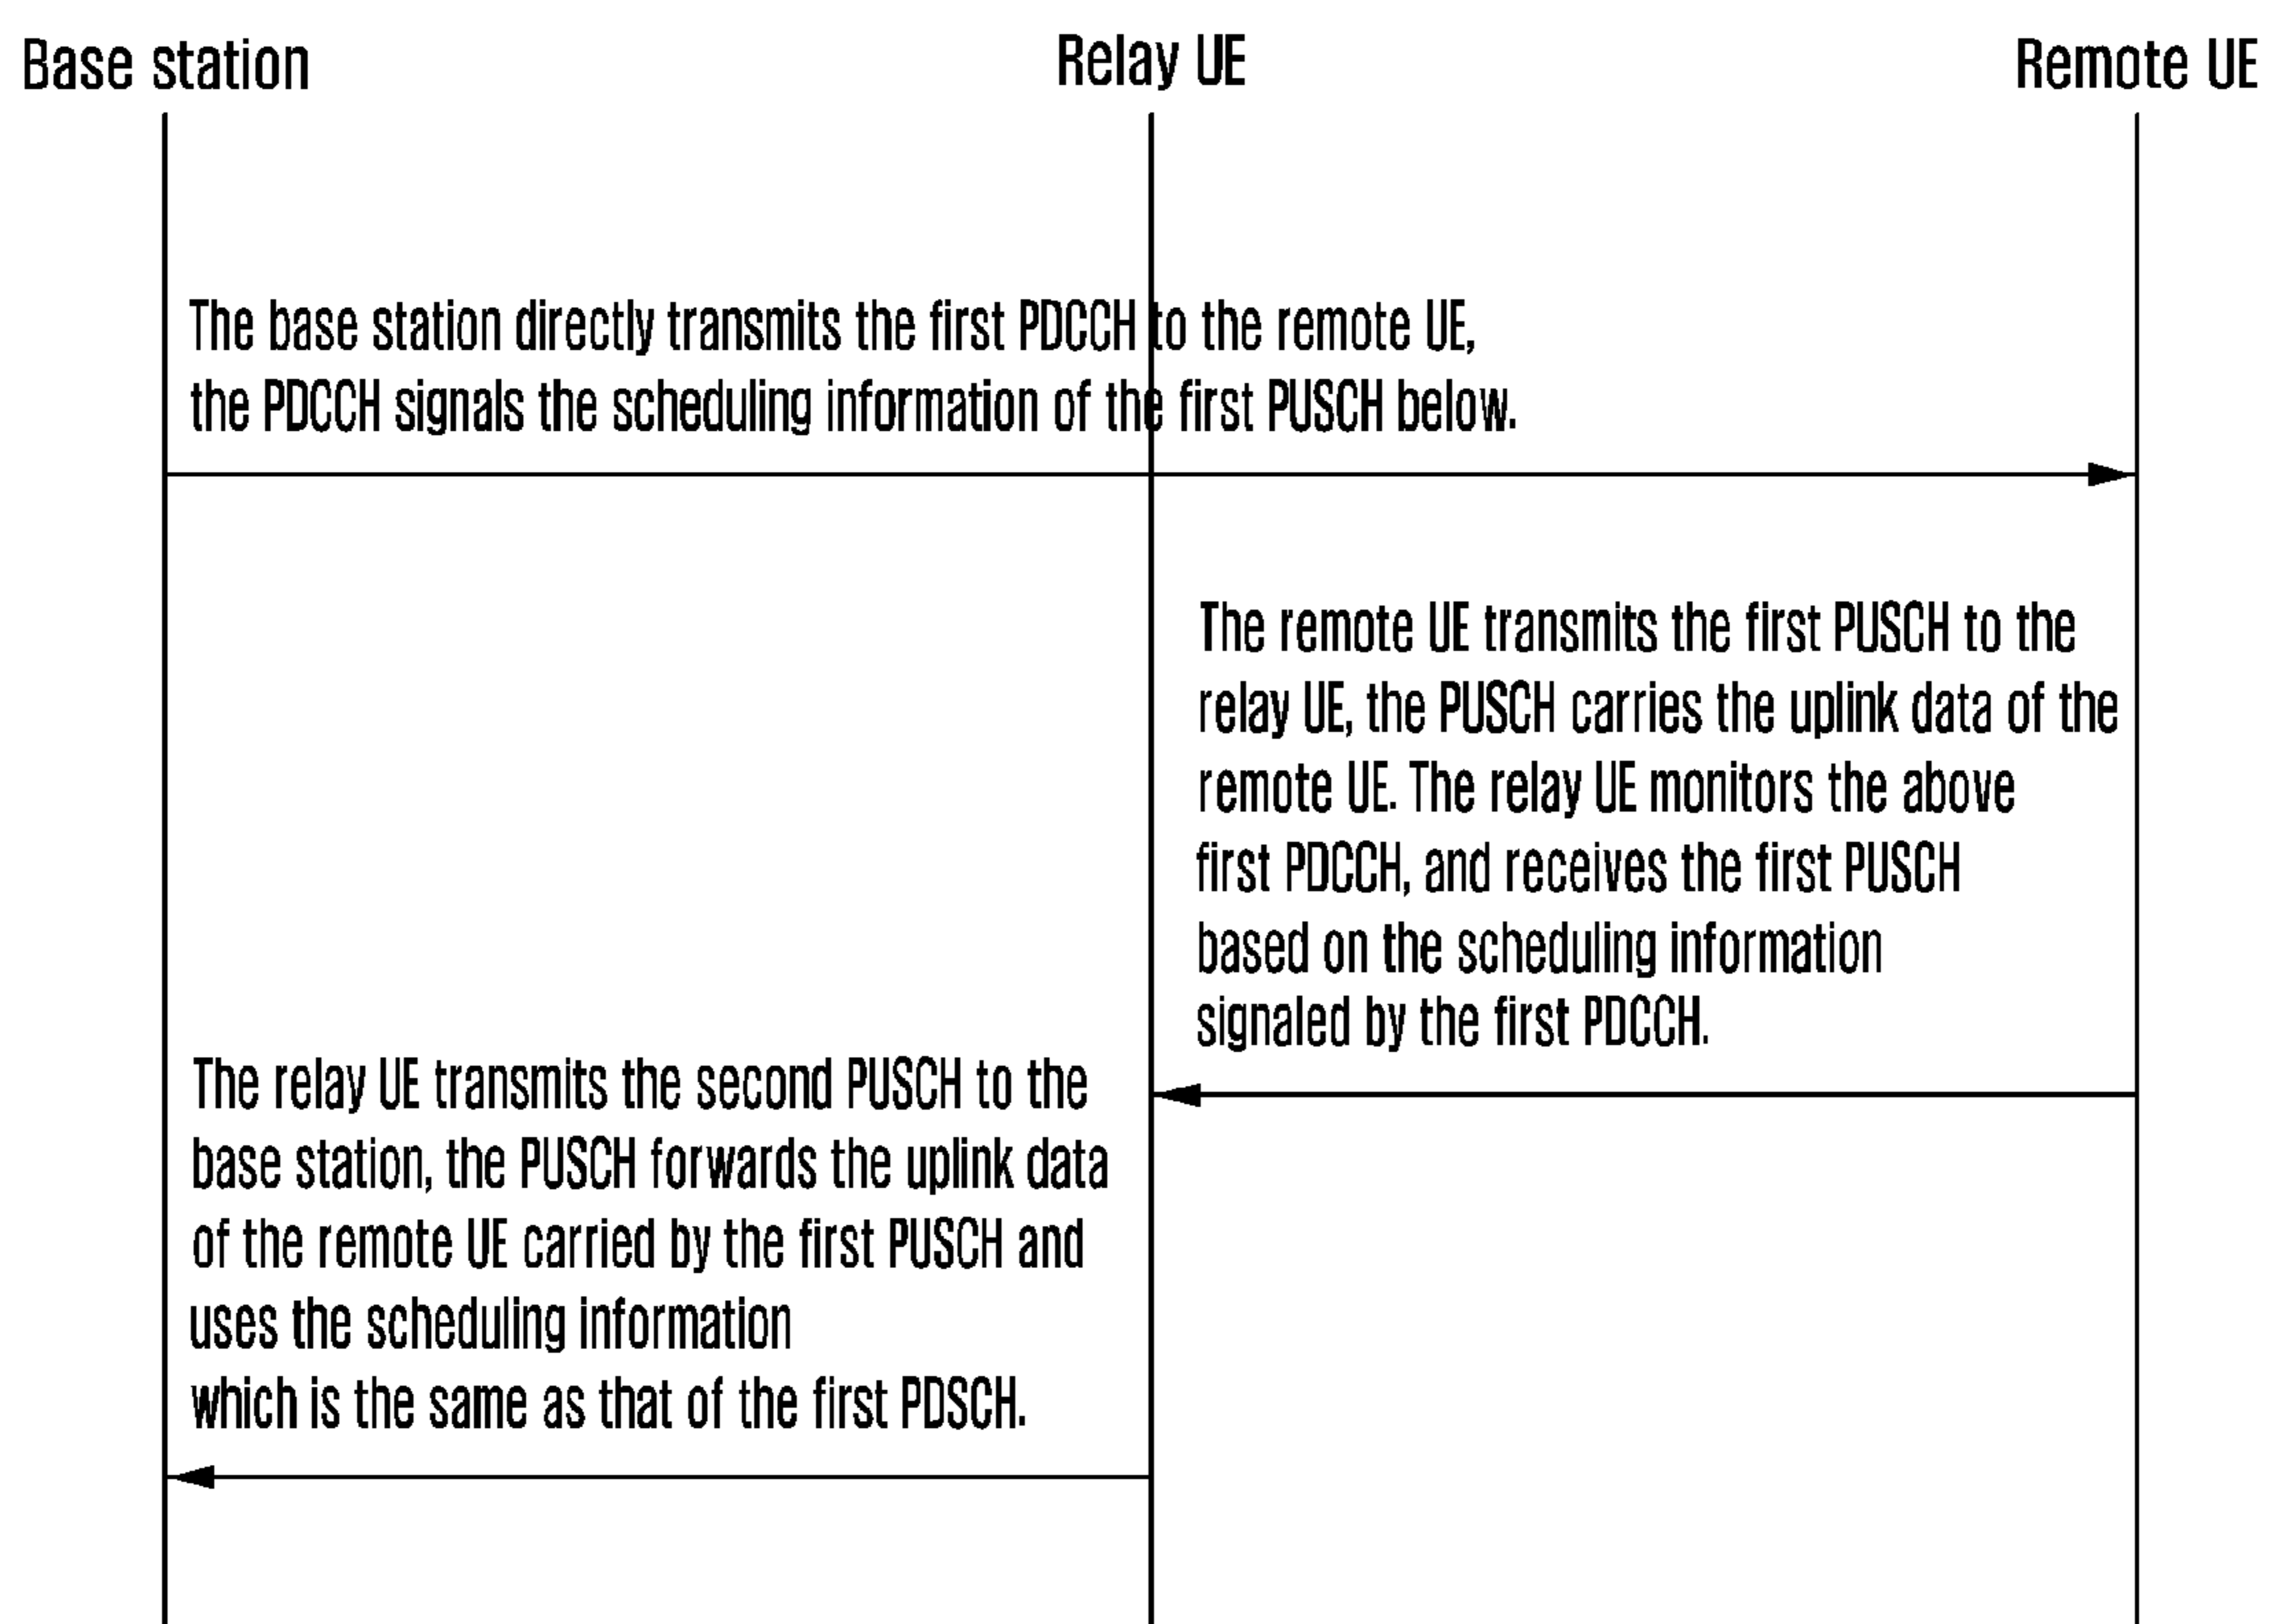 Base station
Relay UE
Remote UE
The base station directly transmits the first PDCCH to the remote UE,
the PDCCH signals the scheduling information of the first PUSCH below.
The remote UE transmits the first PUSCH to the
relay UE, the PUSCH carries the uplink data of the
remote UE. The relay UE monitors the above
first PDCCH, and receives the first PUSCH
based on the scheduling information
signaled by the first PDCCH.
The relay UE transmits the second PUSCH to the
base station, the PUSCH forwards the uplink data
of the remote UE carried by the first PUSCH and
uses the scheduling information
which is the same as that of the first PDSCH.